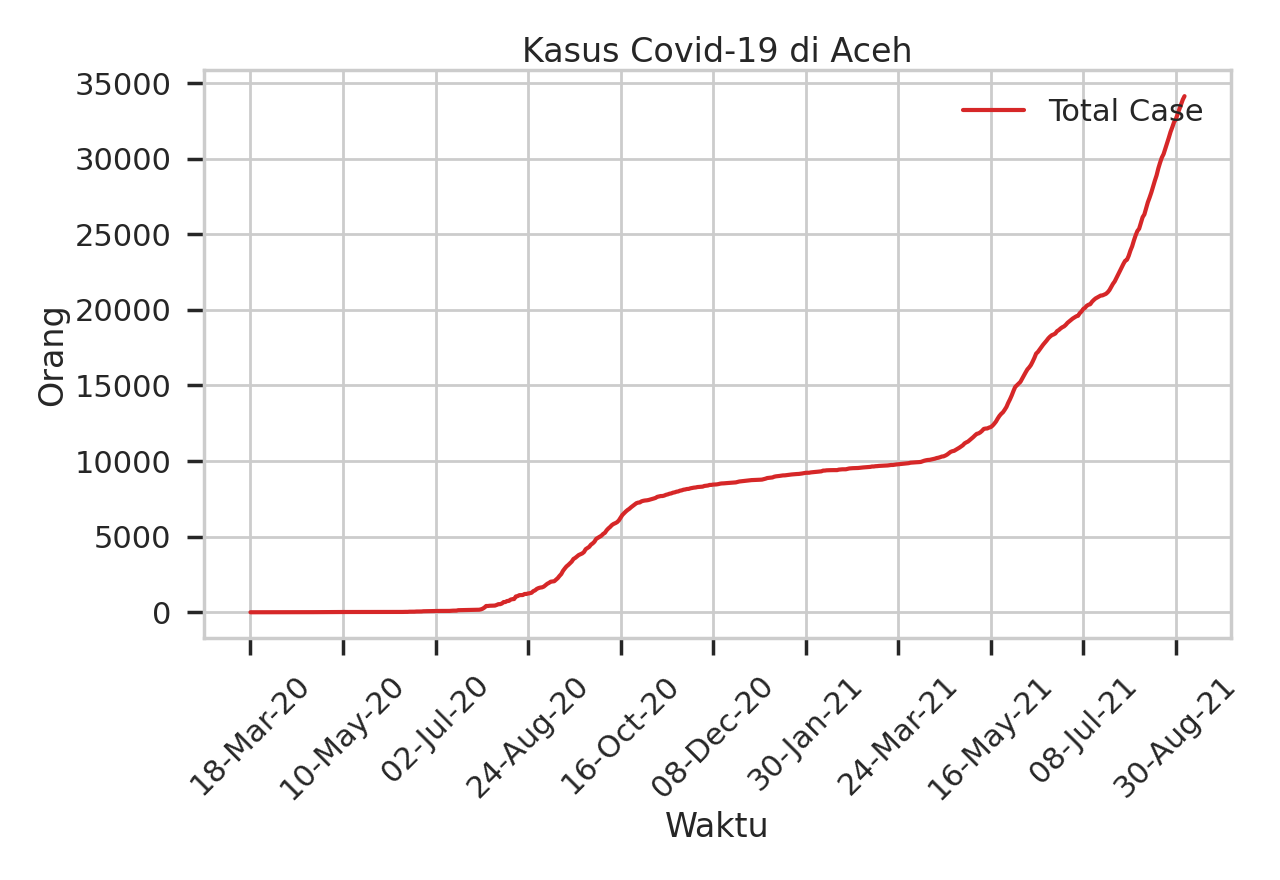 Kasus Covid-19 di Aceh
Total Case
Orang
35000
30000
25000
20000
15000
10000
5000
0
18-Mar-20
10-May-20
02-Jul-20
24-Aug-20
16-Oct-20
08-Dec-20
30-Jan-21
24-Mar-21
16-May-21
08-Jul-21
30-Aug-21
Waktu